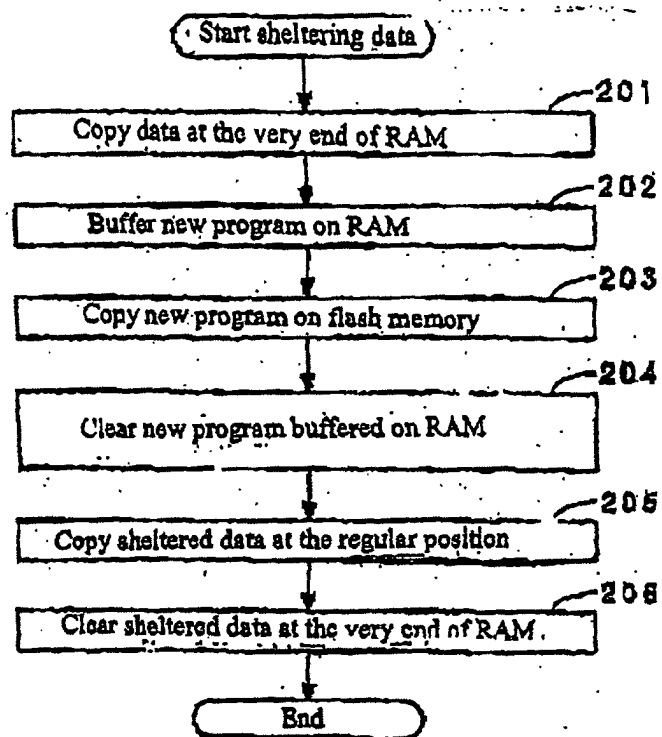 Start sheltering data
201
Copy data at the very end of RAM
202
Buffer new program on RAM
203
Copy new program on flash memory
204
Clear new program buffered on RAM
205
Copy sheltered data at the regular position
206
Clear sheltered data at the very end of RAM.
End